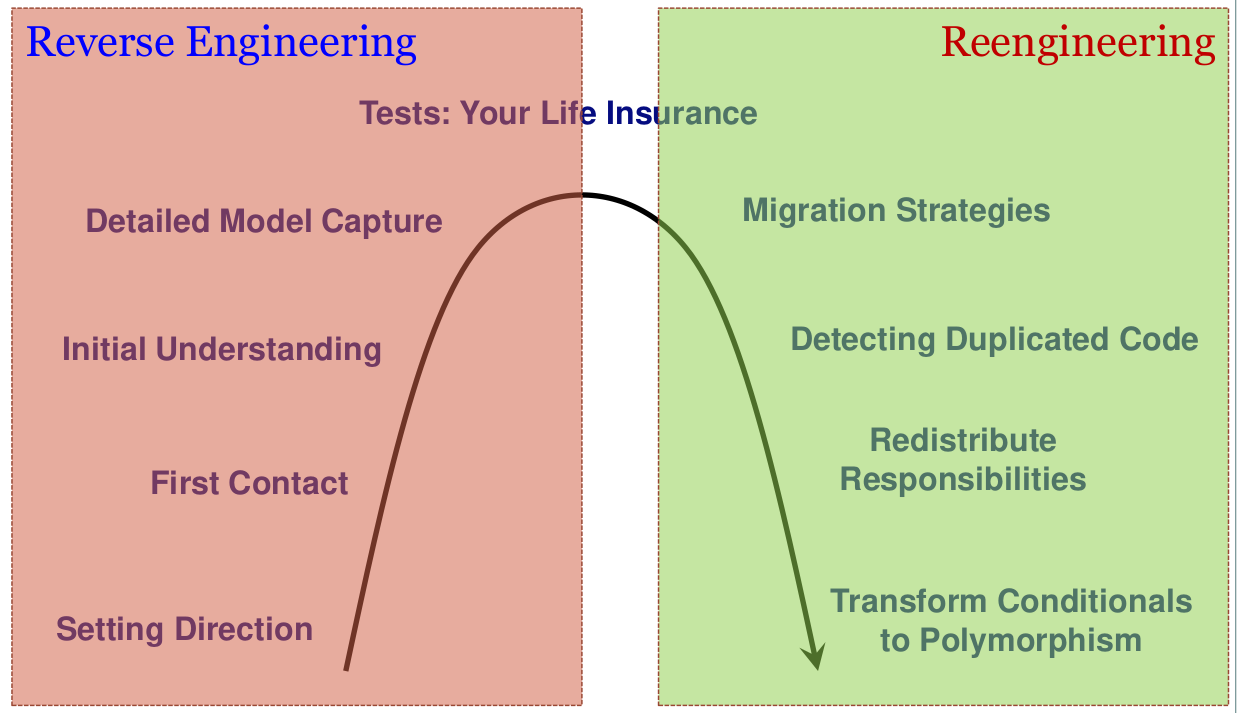 Reverse Engineering
Reengineering
Tests: Your Life Insurance
Detailed Model Capture
Migration Strategies
Initial Understanding
Detecting Duplicated Code
First Contact
Redistribute
Responsibilities
Setting Direction
Transform Conditionals
to Polymorphism